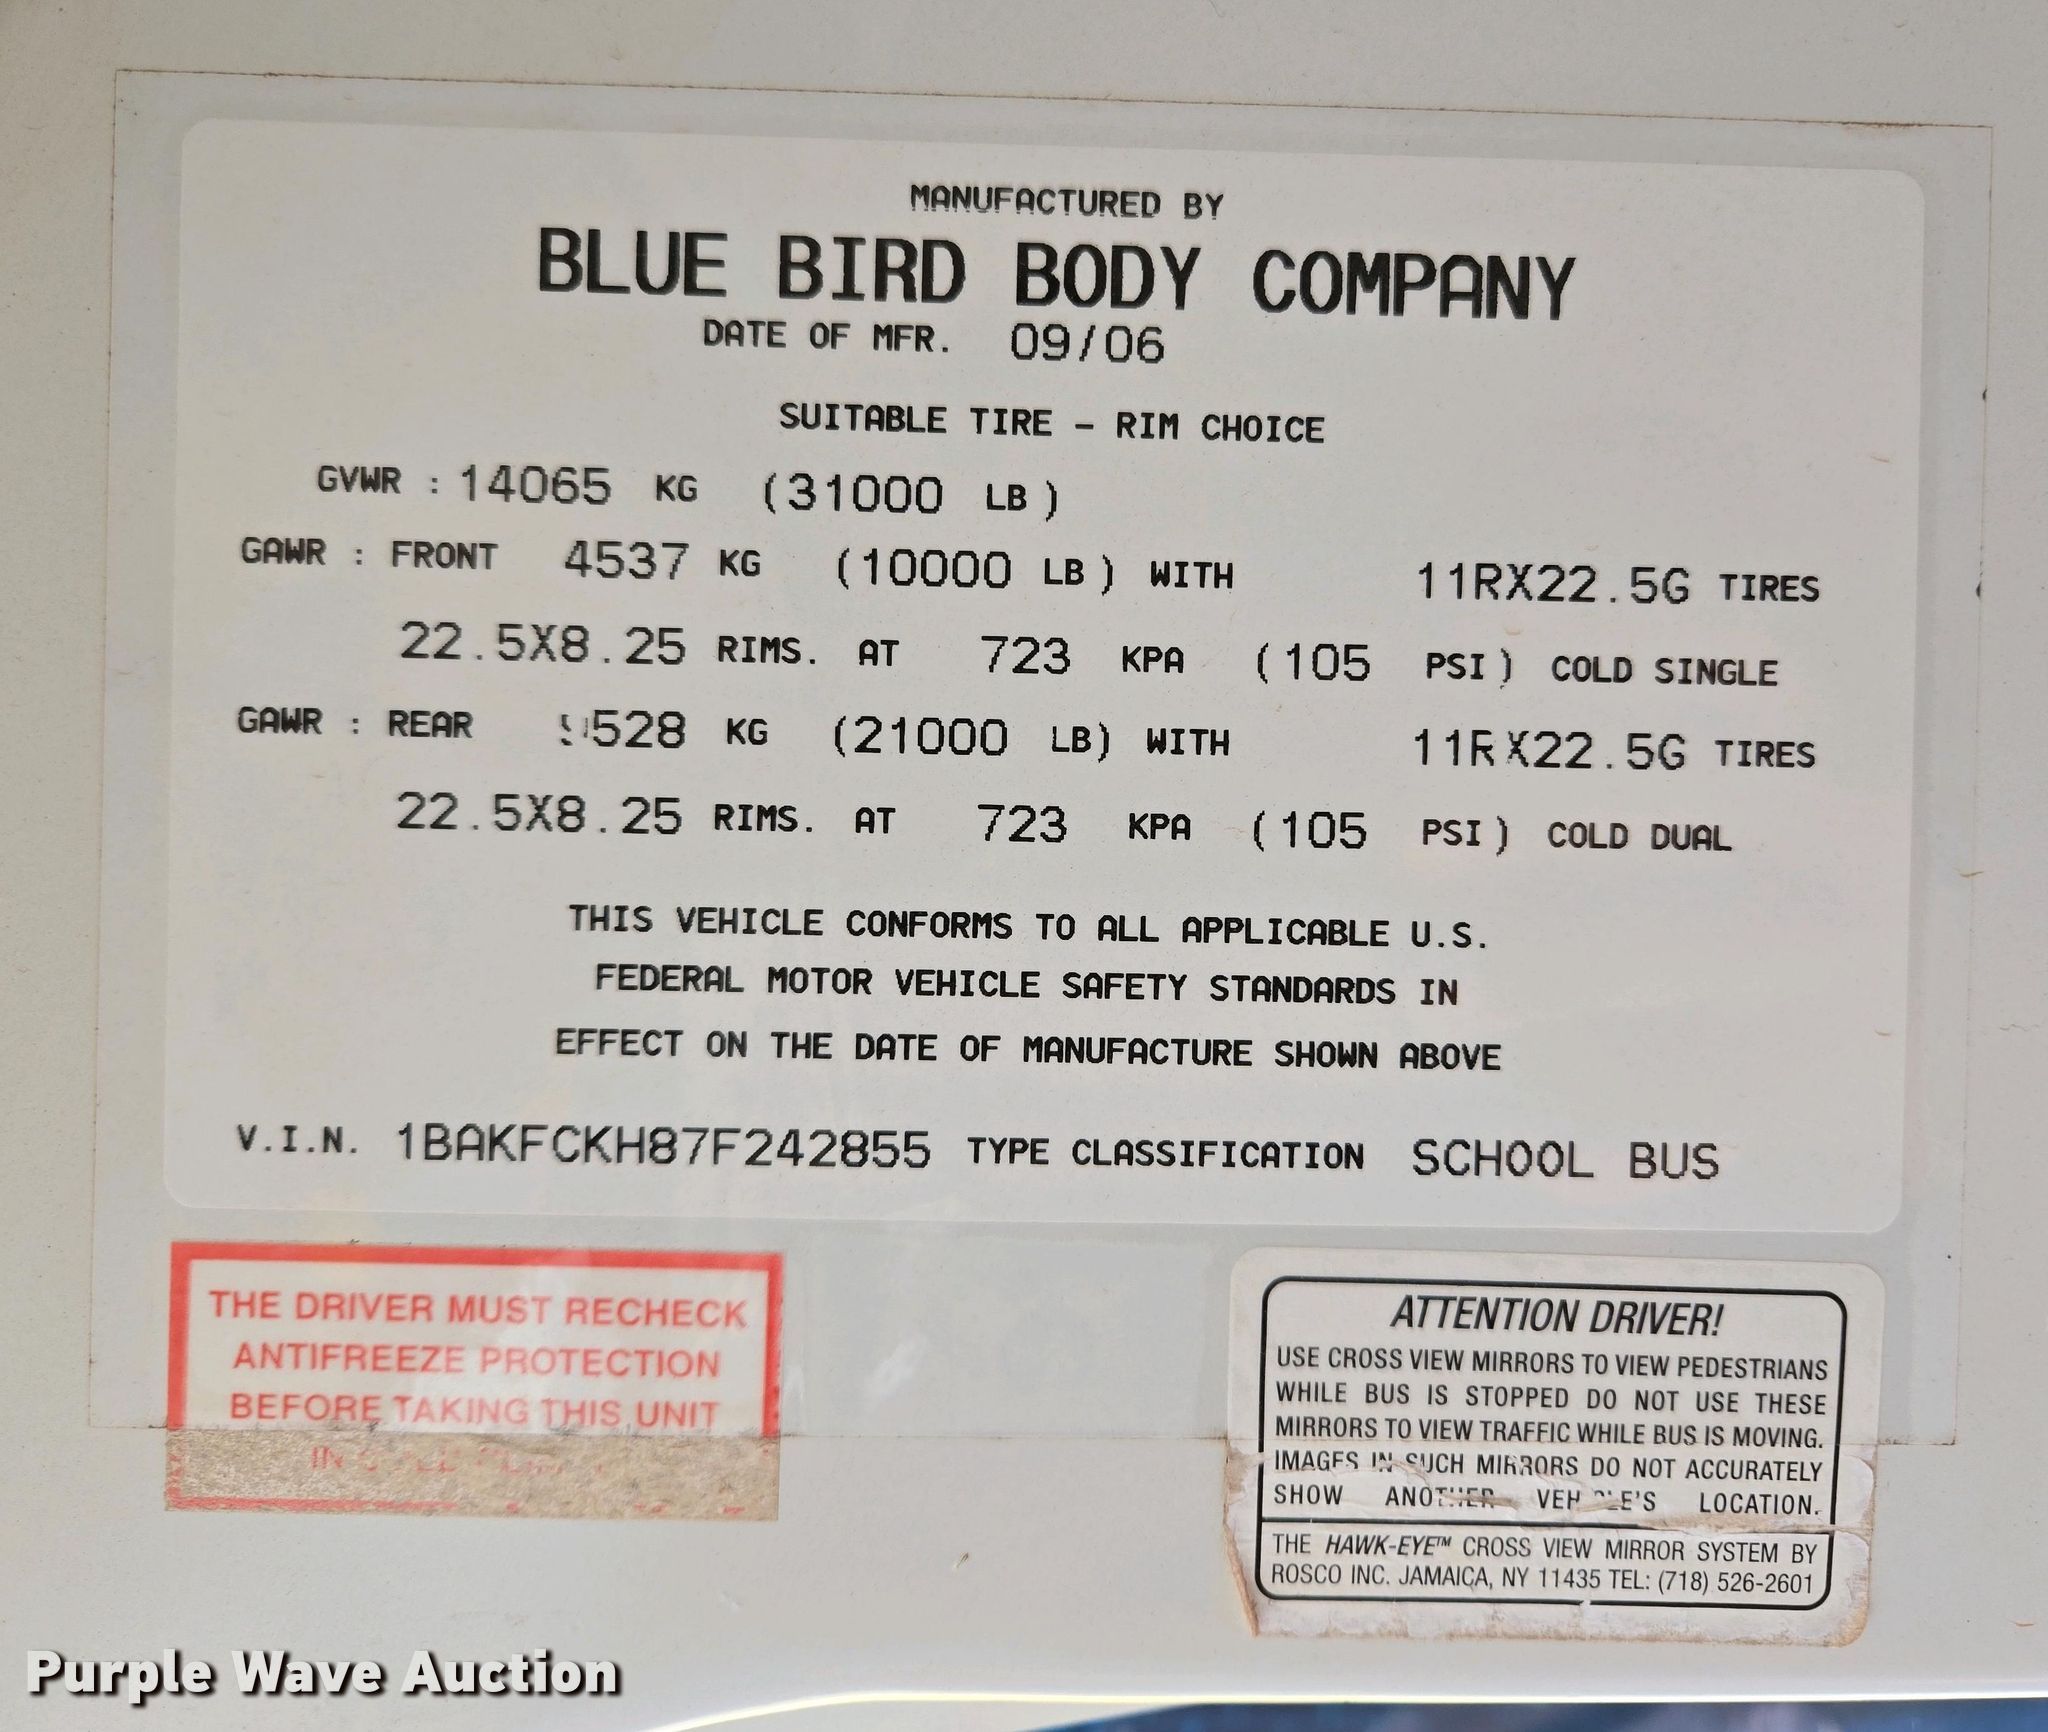 MANUFACTURED BY
BLUE BIRD BODY COMPANY
DATE OF MFR. 09/06
SUITABLE TIRE - RIM CHOICE
GVWR : 14065 KG (31000 LB)
GAWR : FRONT 4537 KG (10000 LB) WITH 11RX22.5G TIRES
22.5X8.25 RIMS. AT 723 KPA (105 PSI) COLD SINGLE
GAWR : REAR 9528 KG (21000 LB) WITH 11RX22.5G TIRES
22.5X8.25 RIMS. AT 723 KPA (105 PSI) COLD DUAL
THIS VEHICLE CONFORMS TO ALL APPLICABLE U.S.
FEDERAL MOTOR VEHICLE SAFETY STANDARDS IN
EFFECT ON THE DATE OF MANUFACTURE SHOWN ABOVE
V.I.N. 1BAKFCKH87F242855 TYPE CLASSIFICATION SCHOOL BUS
THE DRIVER MUST RECHECK
ANTIFREEZE PROTECTION
BEFORE TAKING THIS UNIT
IN
ATTENTION DRIVER!
USE CROSS VIEW MIRRORS TO VIEW PEDESTRIANS
WHILE BUS IS STOPPED DO NOT USE THESE
MIRRORS TO VIEW TRAFFIC WHILE BUS IS MOVING.
IMAGES IN SUCH MIRRORS DO NOT ACCURATELY
SHOW ANOTHER VEHICLE'S LOCATION.
THE HAWK-EYE™ CROSS VIEW MIRROR SYSTEM BY
ROSCO INC. JAMAICA, NY 11435 TEL: (718) 526-2601
Purple Wave Auction